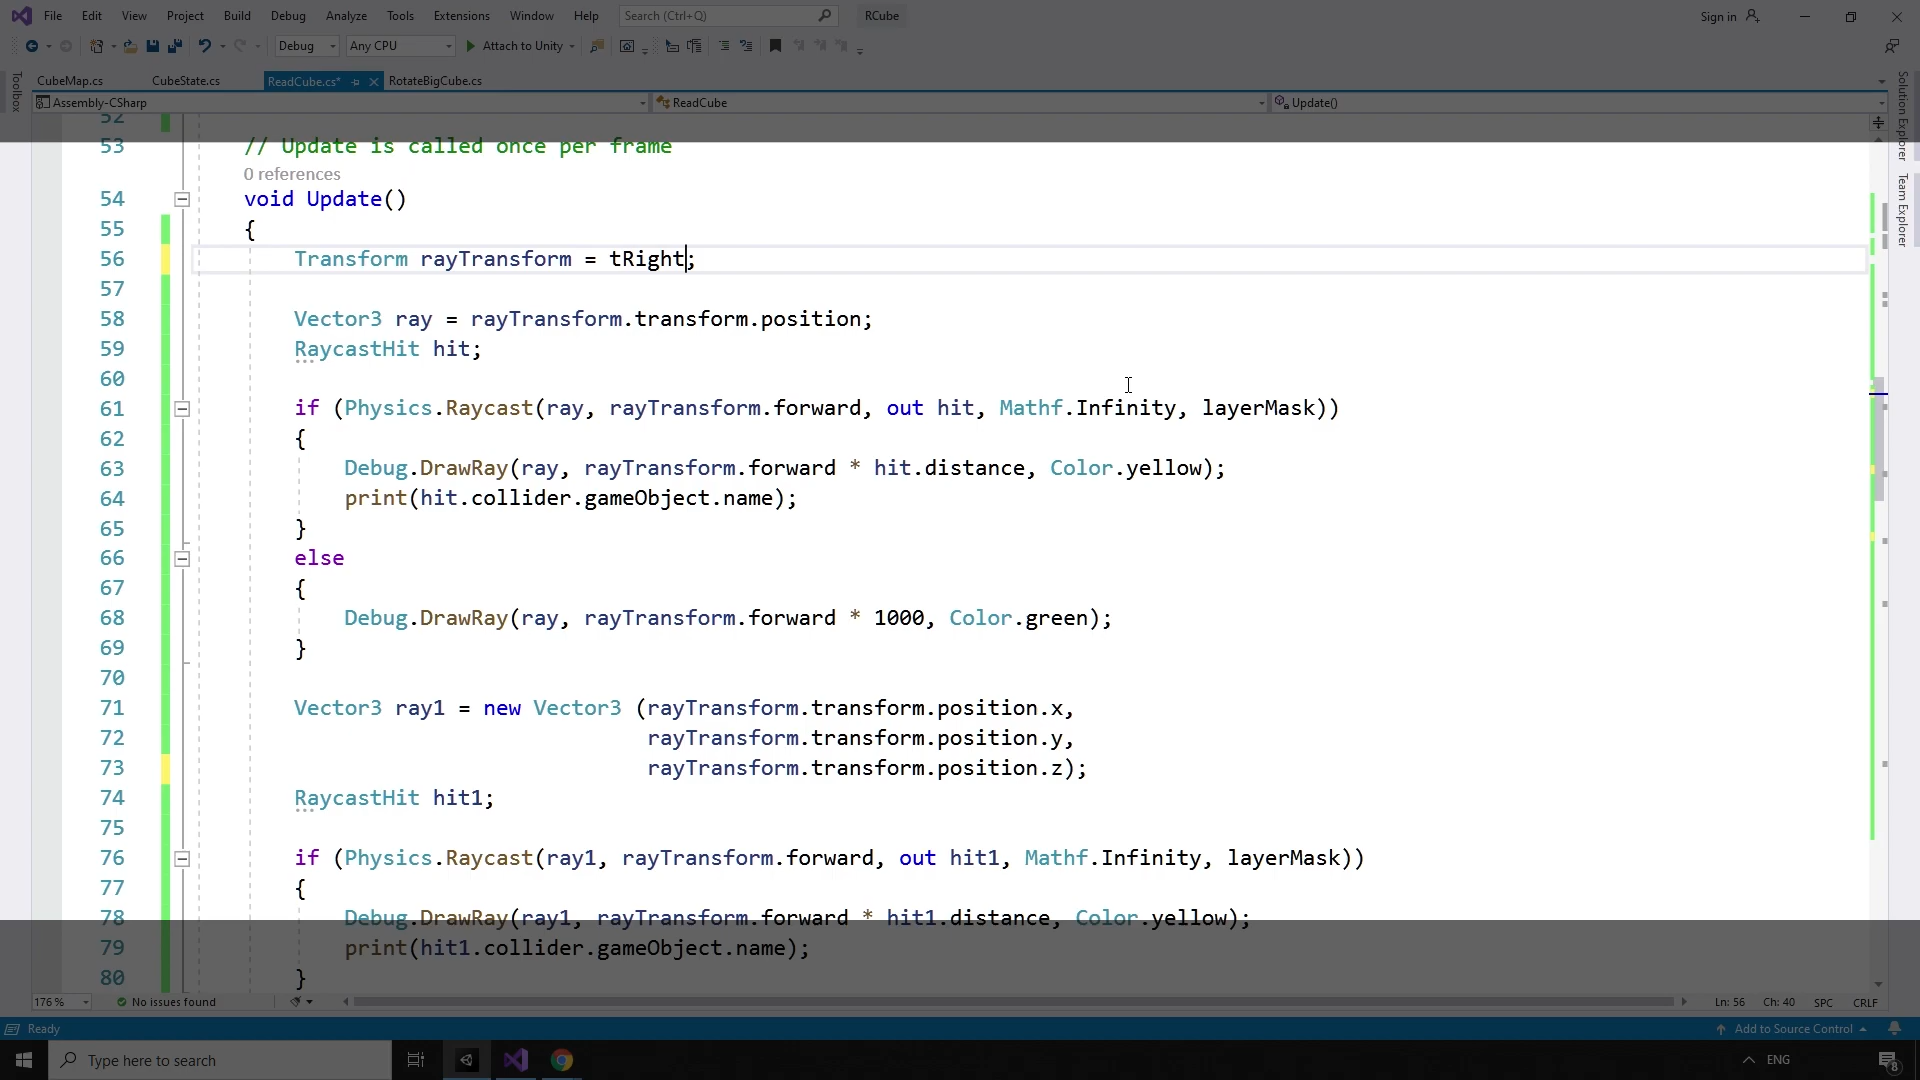 File Edit View Project Build Debug Analyze Tools Extensions Window Help Search (Ctrl+Q) RCube Sign in
Debug Any CPU Attach to Unity
CubeMap.cs CubeState.cs ReadCube.cs* RotateBigCube.cs
Assembly-CSharp ReadCube Update()
Toolbox
Solution Explorer
Team Explorer
52
53 // Update is called once per frame
0 references
54 void Update()
55 {
56 Transform rayTransform = tRight;
57
58 Vector3 ray = rayTransform.transform.position;
59 RaycastHit hit;
60
61 if (Physics.Raycast(ray, rayTransform.forward, out hit, Mathf.Infinity, layerMask))
62 {
63 Debug.DrawRay(ray, rayTransform.forward * hit.distance, Color.yellow);
64 print(hit.collider.gameObject.name);
65 }
66 else
67 {
68 Debug.DrawRay(ray, rayTransform.forward * 1000, Color.green);
69 }
70
71 Vector3 ray1 = new Vector3 (rayTransform.transform.position.x,
72 rayTransform.transform.position.y,
73 rayTransform.transform.position.z);
74 RaycastHit hit1;
75
76 if (Physics.Raycast(ray1, rayTransform.forward, out hit1, Mathf.Infinity, layerMask))
77 {
78 Debug.DrawRay(ray1, rayTransform.forward * hit1.distance, Color.yellow);
79 print(hit1.collider.gameObject.name);
80 }
176 % No issues found Ln: 56 Ch: 40 SPC CRLF
Ready Add to Source Control
Type here to search ENG 8